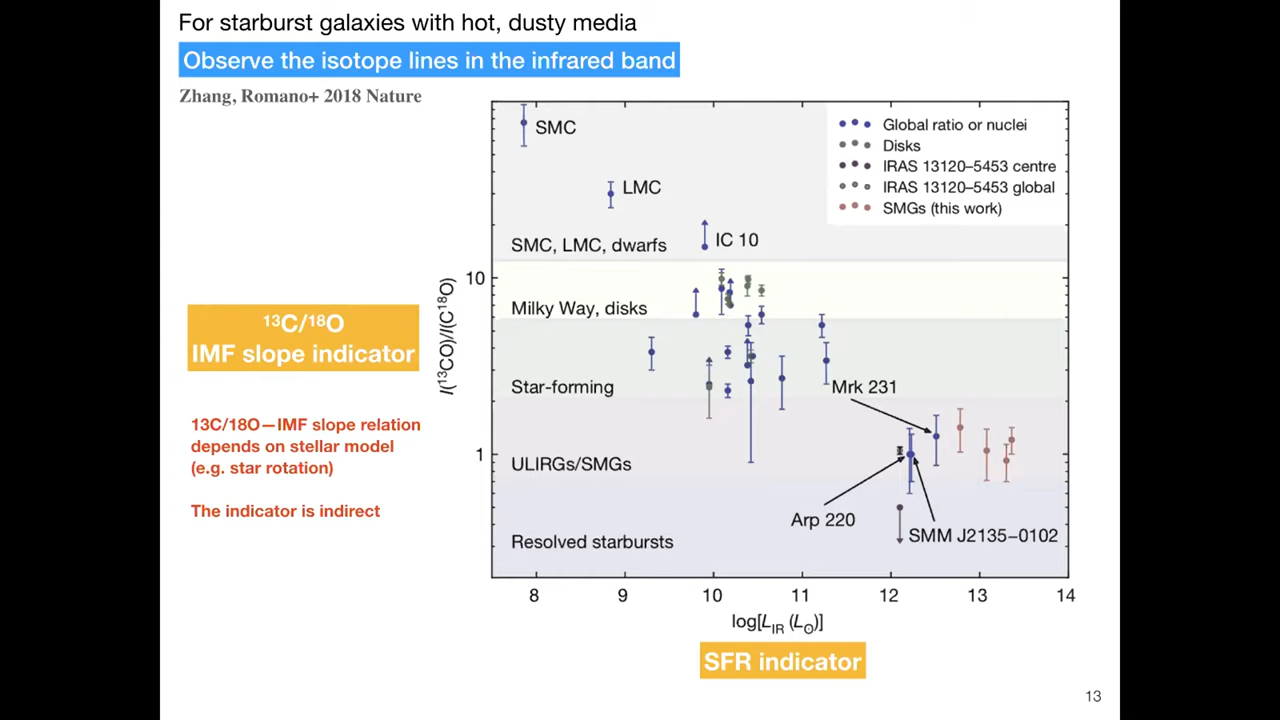 For starburst galaxies with hot, dusty media
Observe the isotope lines in the infrared band
Zhang, Romano+ 2018 Nature
¹³C/¹⁸O
IMF slope indicator
13C/18O—IMF slope relation
depends on stellar model
(e.g. star rotation)
The indicator is indirect
I(¹³CO)/I(C¹⁸O)
10
1
SMC
LMC
IC 10
SMC, LMC, dwarfs
Milky Way, disks
Star-forming
ULIRGs/SMGs
Resolved starbursts
Global ratio or nuclei
Disks
IRAS 13120–5453 centre
IRAS 13120–5453 global
SMGs (this work)
Mrk 231
Arp 220
SMM J2135–0102
8 9 10 11 12 13 14
log[L_IR (L_⊙)]
SFR indicator
13